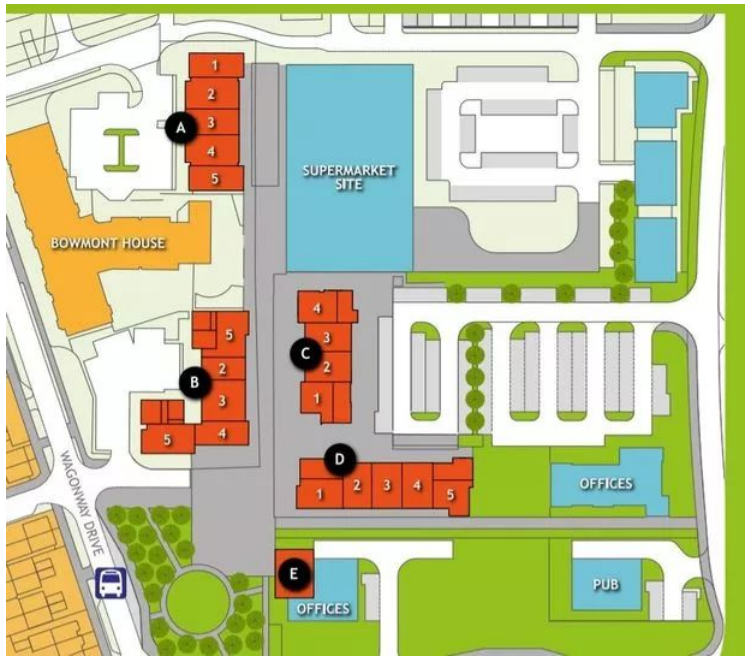 1
2
3
A
4
5
SUPERMARKET
SITE
BOWMONT HOUSE
5
2
B
3
4
5
4
3
C
2
1
D
1
2
3
4
5
WAGONWAY DRIVE
OFFICES
E
OFFICES
PUB